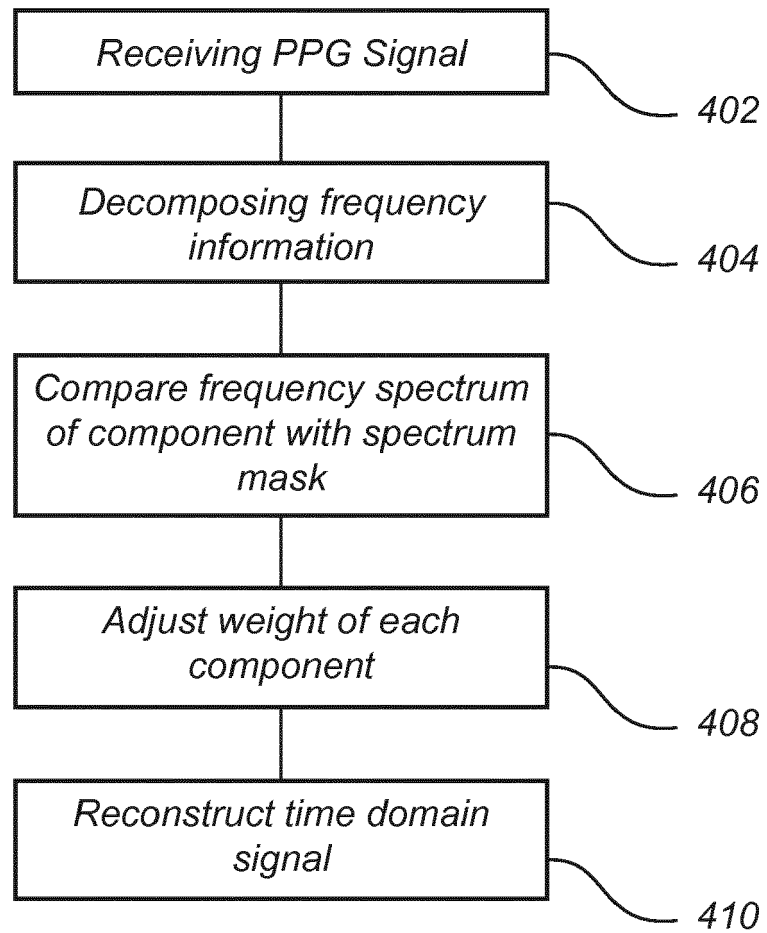 Receiving PPG Signal
402
Decomposing frequency
information
404
Compare frequency spectrum
of component with spectrum
mask
406
Adjust weight of each
component
408
Reconstruct time domain
signal
410